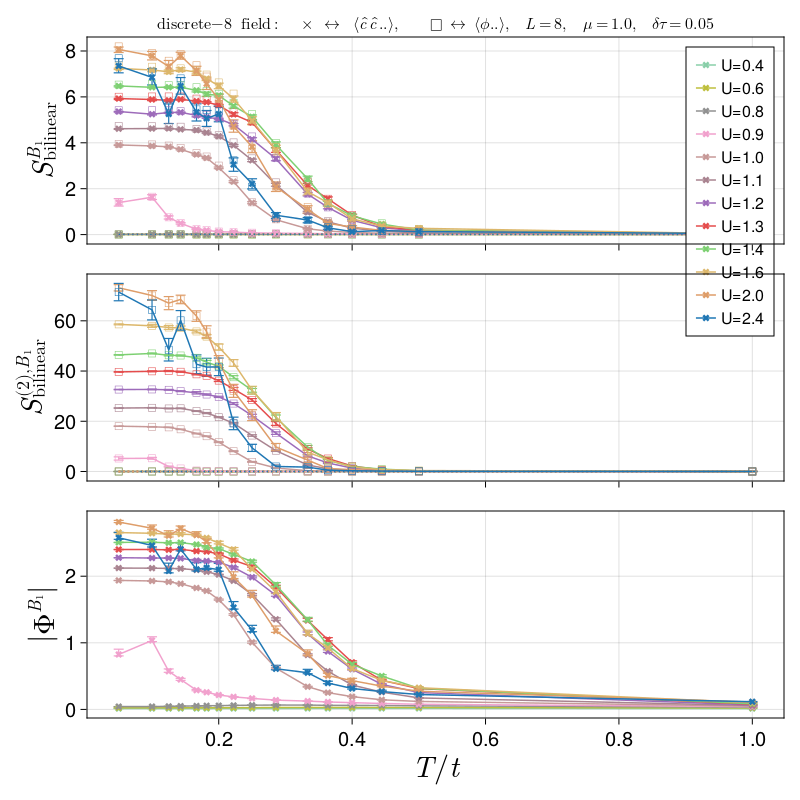 discrete−8 field: × ↔ ⟨ĉ ĉ..⟩, □ ↔ ⟨ϕ..⟩, L=8, μ=1.0, δτ=0.05
S^{B_1}_{bilinear}
8
6
4
2
0
U=0.4
U=0.6
U=0.8
U=0.9
U=1.0
U=1.1
U=1.2
U=1.3
U=1.4
U=1.6
U=2.0
U=2.4
S^{(2),B_1}_{bilinear}
60
40
20
0
|Φ^{B_1}|
2
1
0
0.2 0.4 0.6 0.8 1.0
T/t